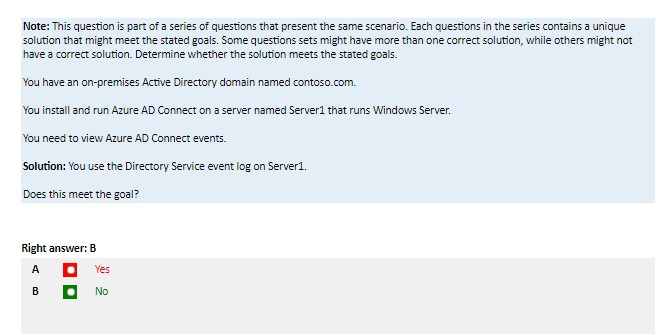 Note: This question is part of a series of questions that present the same scenario. Each questions in the series contains a unique
solution that might meet the stated goals. Some questions sets might have more than one correct solution, while others might not
have a correct solution. Determine whether the solution meets the stated goals.
You have an on-premises Active Directory domain named contoso.com.
You install and run Azure AD Connect on a server named Server1 that runs Windows Server.
You need to view Azure AD Connect events.
Solution: You use the Directory Service event log on Server1.
Does this meet the goal?
Right answer: B
A Yes
B No